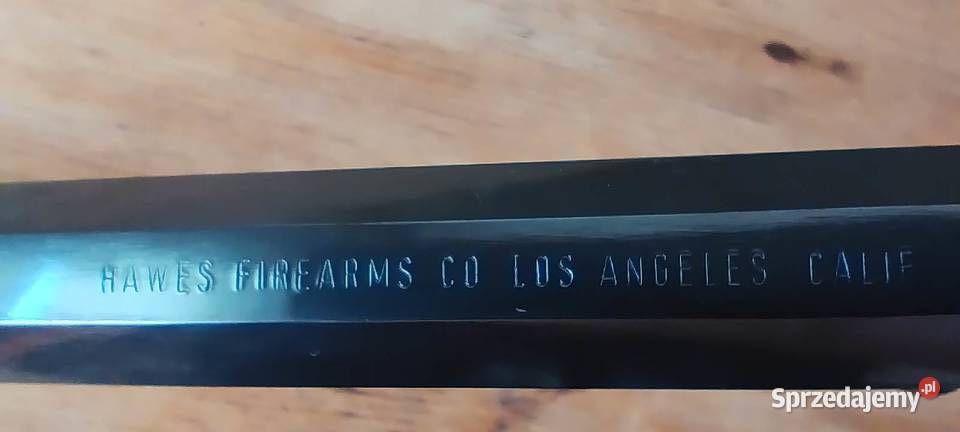 HAWES FIREARMS CO LOS ANGELES CALIF
Sprzedajemy.pl